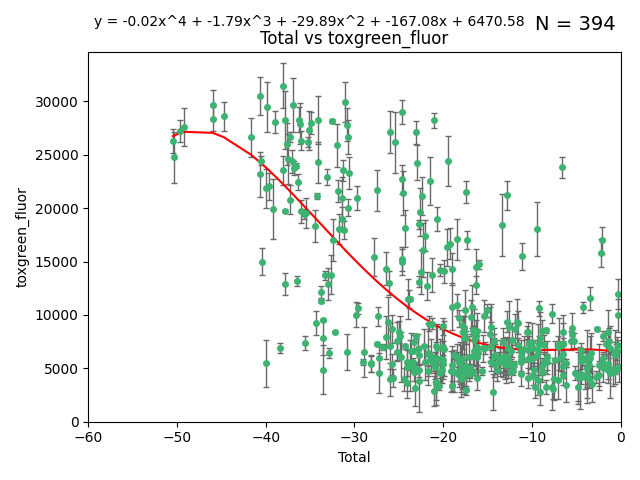 y = -0.02x^4 + -1.79x^3 + -29.89x^2 + -167.08x + 6470.58 N = 394
Total vs toxgreen_fluor
30000
25000
20000
15000
10000
5000
0
toxgreen_fluor
−60 −50 −40 −30 −20 −10 0
Total